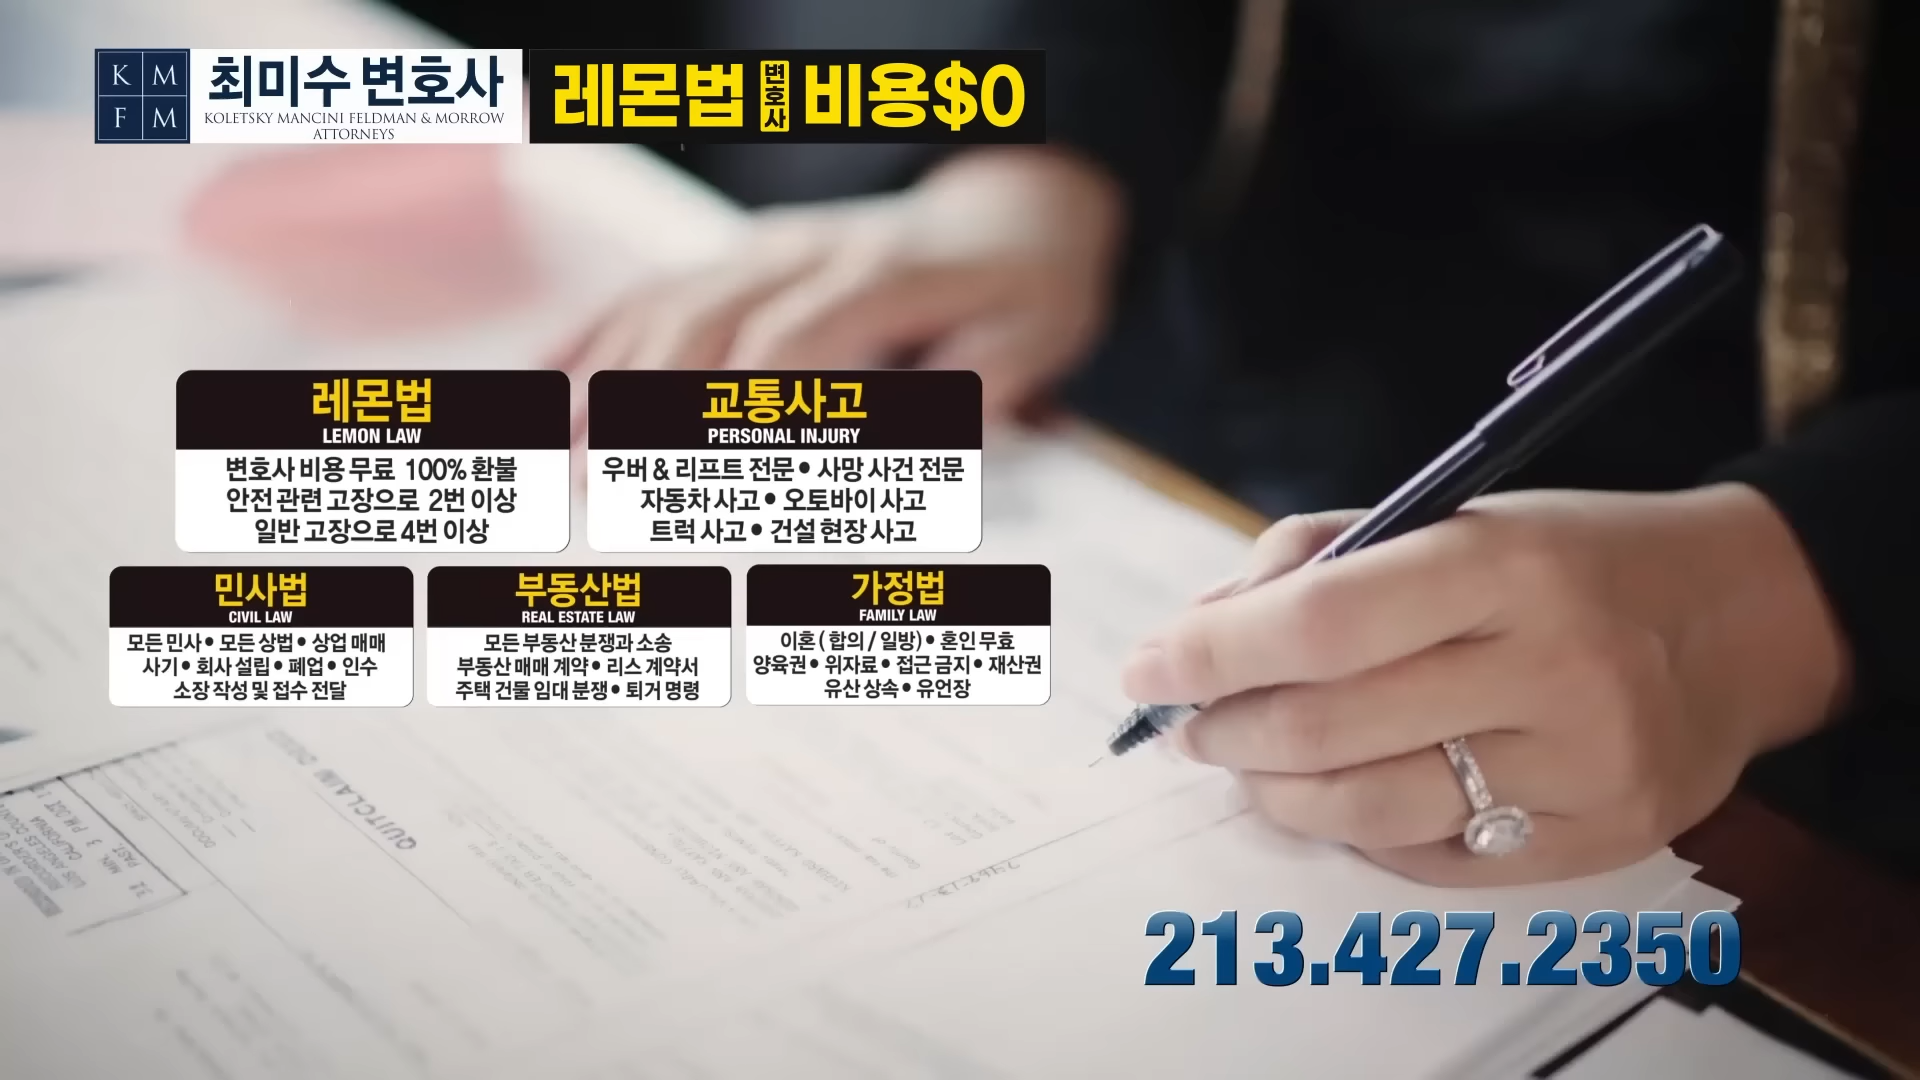 K M
F M
최미수 변호사
KOLETSKY MANCINI FELDMAN & MORROW
ATTORNEYS
레몬법 변호사 비용$0
레몬법
LEMON LAW
변호사 비용 무료 100% 환불
안전 관련 고장으로 2번 이상
일반 고장으로 4번 이상
교통사고
PERSONAL INJURY
우버 & 리프트 전문 • 사망 사건 전문
자동차 사고 • 오토바이 사고
트럭 사고 • 건설 현장 사고
민사법
CIVIL LAW
모든 민사 • 모든 상법 • 상업 매매
사기 • 회사 설립 • 폐업 • 인수
소장 작성 및 접수 전달
부동산법
REAL ESTATE LAW
모든 부동산 분쟁과 소송
부동산 매매 계약 • 리스 계약서
주택 건물 임대 분쟁 • 퇴거 명령
가정법
FAMILY LAW
이혼 ( 합의 / 일방) • 혼인 무효
양육권 • 위자료 • 접근 금지 • 재산권
유산 상속 • 유언장
QUITCLAIM
213.427.2350